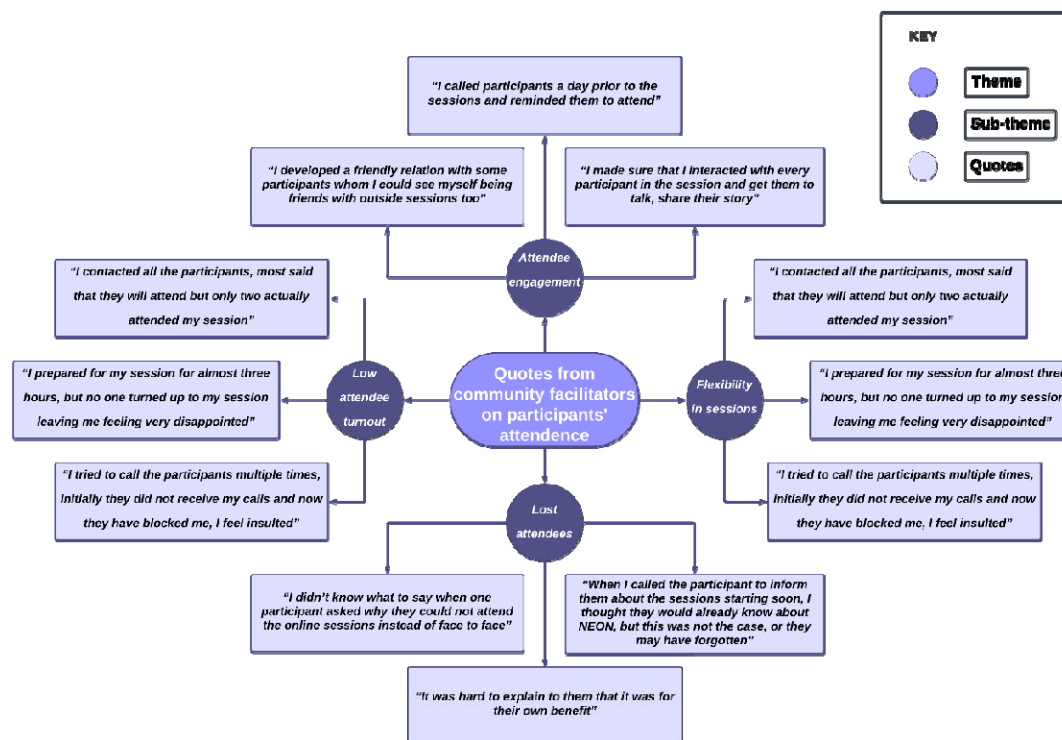 KEY
Theme
Sub-theme
Quotes
“I called participants a day prior to the
sessions and reminded them to attend”
“I developed a friendly relation with some
participants whom I could see myself being
friends with outside sessions too”
“I made sure that I interacted with every
participant in the session and get them to
talk, share their story”
Attendee
engagement
“I contacted all the participants, most said
that they will attend but only two actually
attended my session”
“I contacted all the participants, most said
that they will attend but only two actually
attended my session”
“I prepared for my session for almost three
hours, but no one turned up to my session
leaving me feeling very disappointed”
Low
attendee
turnout
Quotes from
community facilitators
on participants'
attendence
Flexibility
in sessions
“I prepared for my session for almost three
hours, but no one turned up to my session
leaving me feeling very disappointed”
“I tried to call the participants multiple times,
initially they did not receive my calls and now
they have blocked me, I feel insulted”
“I tried to call the participants multiple times,
initially they did not receive my calls and now
they have blocked me, I feel insulted”
Lost
attendees
“I didn’t know what to say when one
participant asked why they could not attend
the online sessions instead of face to face”
“When I called the participant to inform
them about the sessions starting soon, I
thought they would already know about
NEON, but this was not the case, or they
may have forgotten”
“It was hard to explain to them that it was for
their own benefit”